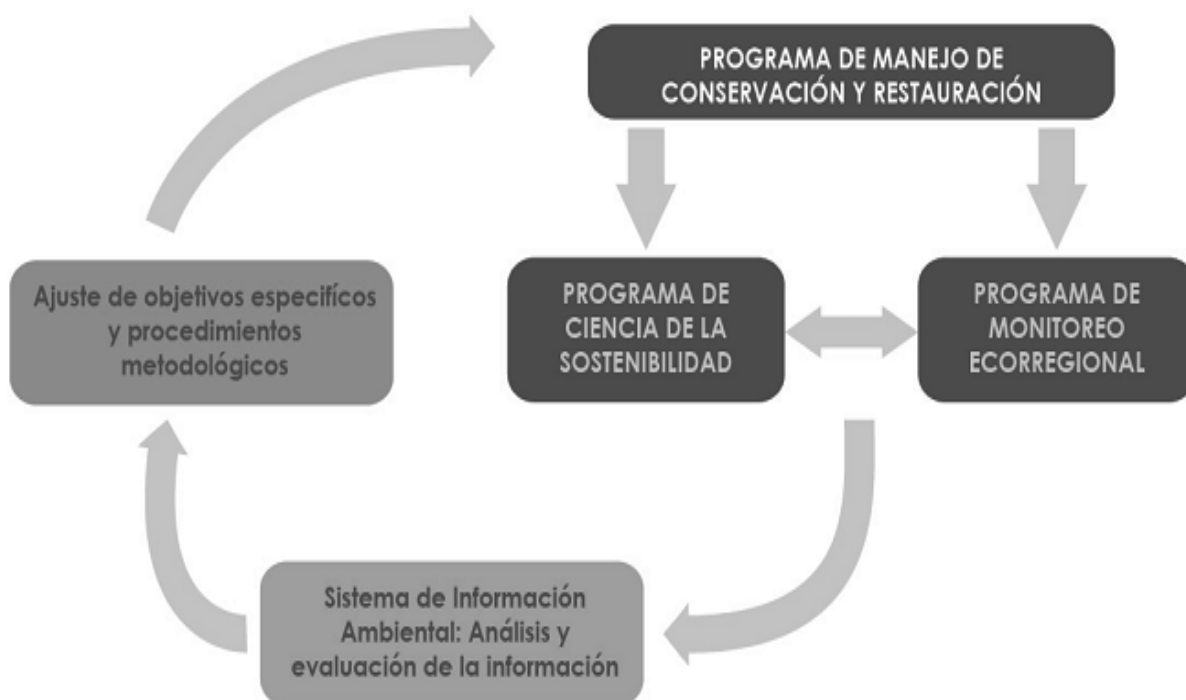 PROGRAMA DE MANEJO DE
CONSERVACIÓN Y RESTAURACIÓN
PROGRAMA DE
CIENCIA DE LA
SOSTENIBILIDAD
PROGRAMA DE
MONITOREO
ECORREGIONAL
Ajuste de objetivos especifícos
y procedimientos
metodológicos
Sistema de Información
Ambiental: Análisis y
evaluación de la información